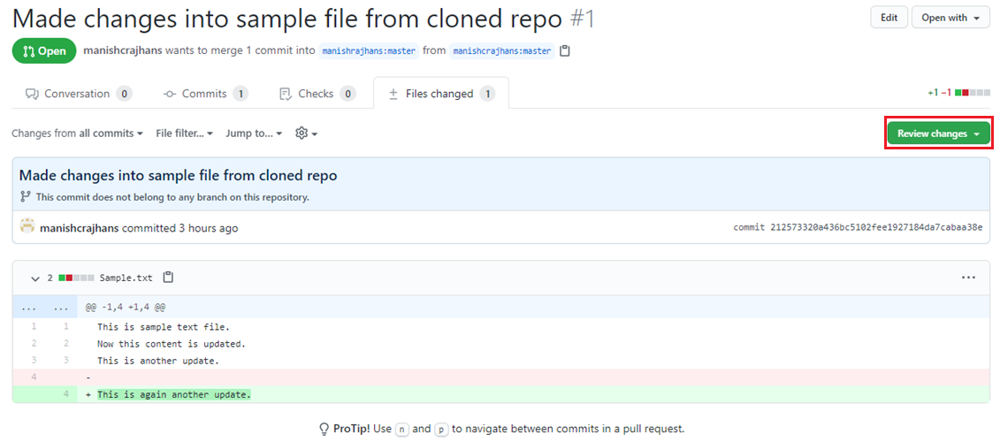 Made changes into sample file from cloned repo #1
Edit
Open with
Open
manishcrajhans wants to merge 1 commit into manishrajhans:master from manishcrajhans:master
Conversation 0
Commits 1
Checks 0
Files changed 1
+1 −1
Changes from all commits
File filter...
Jump to...
Review changes
Made changes into sample file from cloned repo
This commit does not belong to any branch on this repository.
manishcrajhans committed 3 hours ago
commit 212573320a436bc5102fee1927184da7cabaa38e
2 Sample.txt
...
... ... @@ -1,4 +1,4 @@
1 1 This is sample text file.
2 2 Now this content is updated.
3 3 This is another update.
4 -
4 + This is again another update.
ProTip! Use n and p to navigate between commits in a pull request.